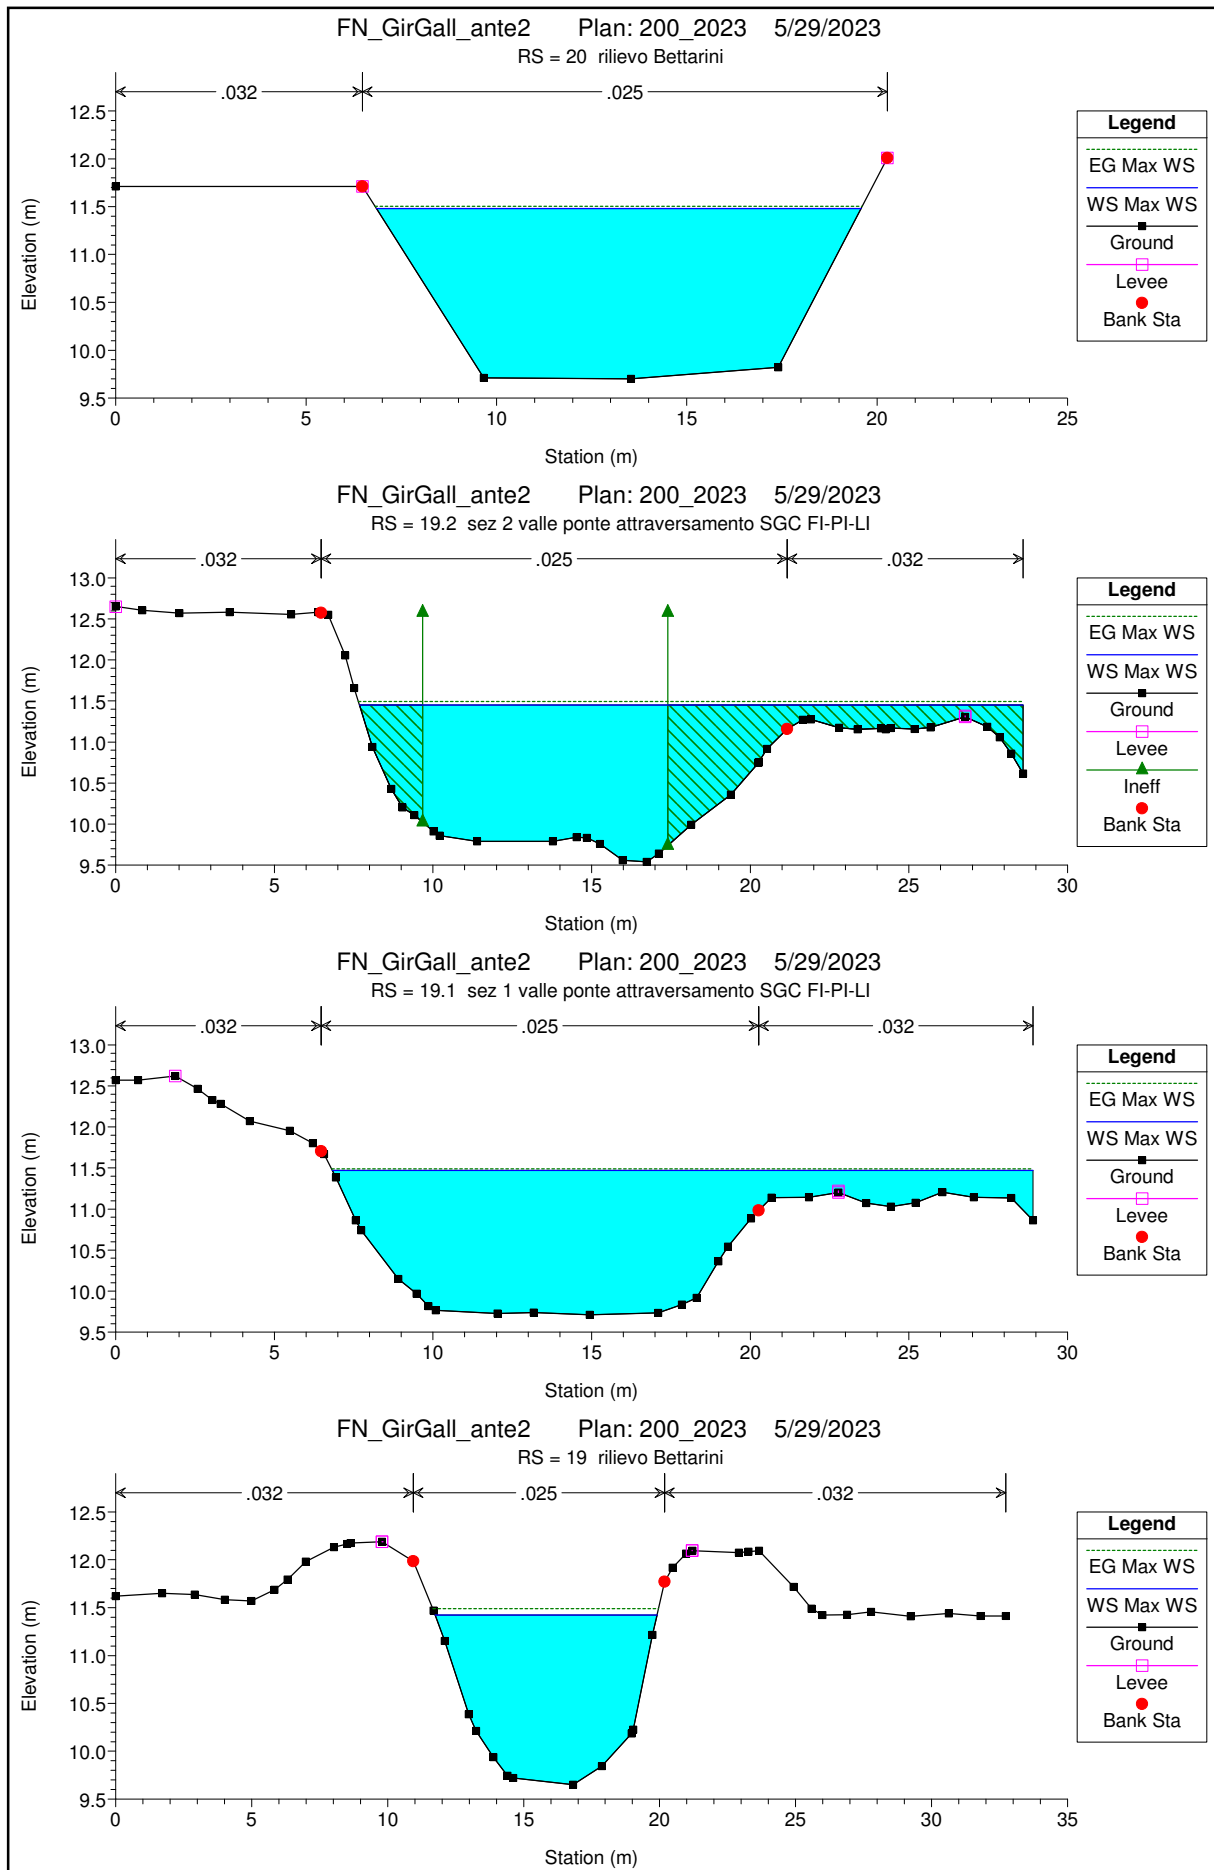 FN_GirGall_ante2 Plan: 200_2023 5/29/2023
RS = 20 rilievo Bettarini
.032 .025
12.5
12.0
11.5
11.0
10.5
10.0
9.5
Elevation (m)
0 5 10 15 20 25
Station (m)
Legend
EG Max WS
WS Max WS
Ground
Levee
Bank Sta
FN_GirGall_ante2 Plan: 200_2023 5/29/2023
RS = 19.2 sez 2 valle ponte attraversamento SGC FI-PI-LI
.032 .025 .032
13.0
12.5
12.0
11.5
11.0
10.5
10.0
9.5
Elevation (m)
0 5 10 15 20 25 30
Station (m)
Legend
EG Max WS
WS Max WS
Ground
Levee
Ineff
Bank Sta
FN_GirGall_ante2 Plan: 200_2023 5/29/2023
RS = 19.1 sez 1 valle ponte attraversamento SGC FI-PI-LI
.032 .025 .032
13.0
12.5
12.0
11.5
11.0
10.5
10.0
9.5
Elevation (m)
0 5 10 15 20 25 30
Station (m)
Legend
EG Max WS
WS Max WS
Ground
Levee
Bank Sta
FN_GirGall_ante2 Plan: 200_2023 5/29/2023
RS = 19 rilievo Bettarini
.032 .025 .032
12.5
12.0
11.5
11.0
10.5
10.0
9.5
Elevation (m)
0 5 10 15 20 25 30 35
Station (m)
Legend
EG Max WS
WS Max WS
Ground
Levee
Bank Sta